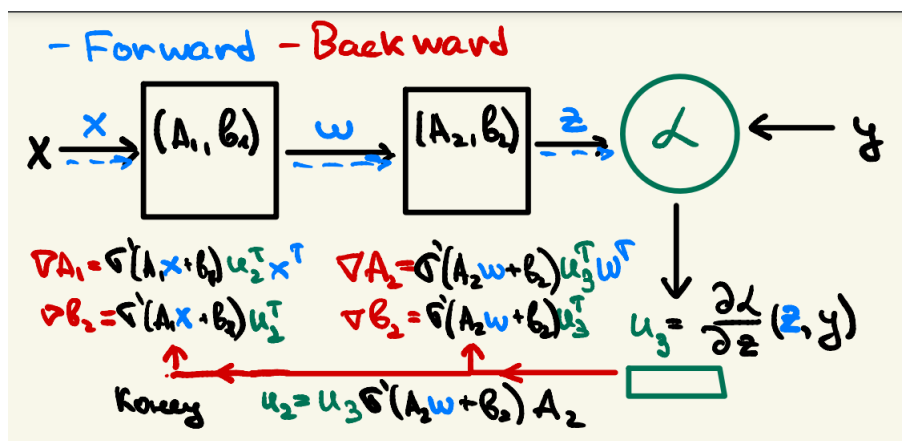 - Forward - Backward
x
w
z
X
(A₁, b₁)
(A₂, b₂)
ℒ
y
∇A₁=σ'(A₁x+b₁)u₂ᵀxᵀ
∇A₂=σ'(A₂w+b₂)u₃ᵀwᵀ
∇b₂=σ'(A₁x+b₂)u₂ᵀ
∇b₂=σ'(A₂w+b₂)u₃ᵀ
u₃= ∂ℒ/∂z (z, y)
Конец
u₂=u₃σ'(A₂w+b₂)A₂